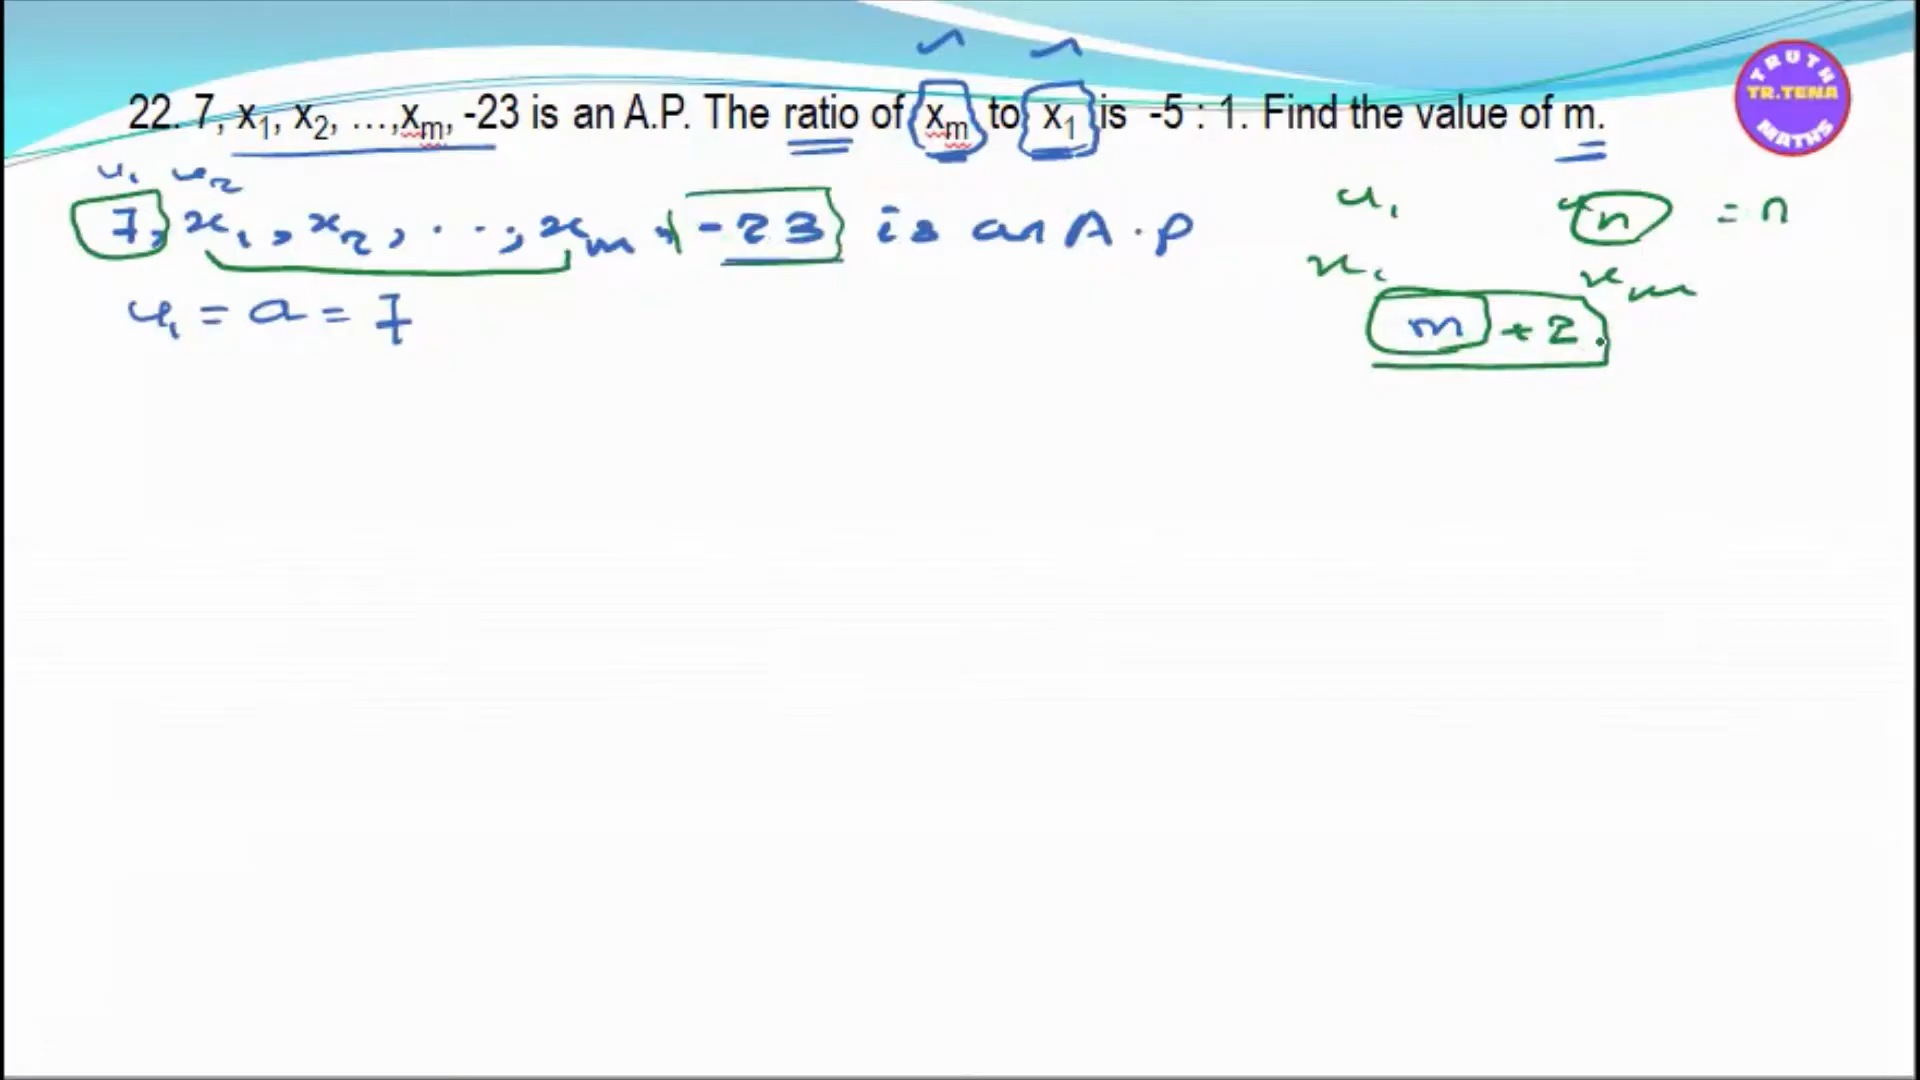 22. 7, x₁, x₂, …,xₘ, -23 is an A.P. The ratio of xₘ to x₁ is -5 : 1. Find the value of m.
TRUTH
TR.TENA
MATHS
u₁ u₂
7, x₁, x₂, ..., xₘ, -23 is an A.P
u₁ = a = 7
u₁ uₙ = n
x₁ xₘ
m + 2